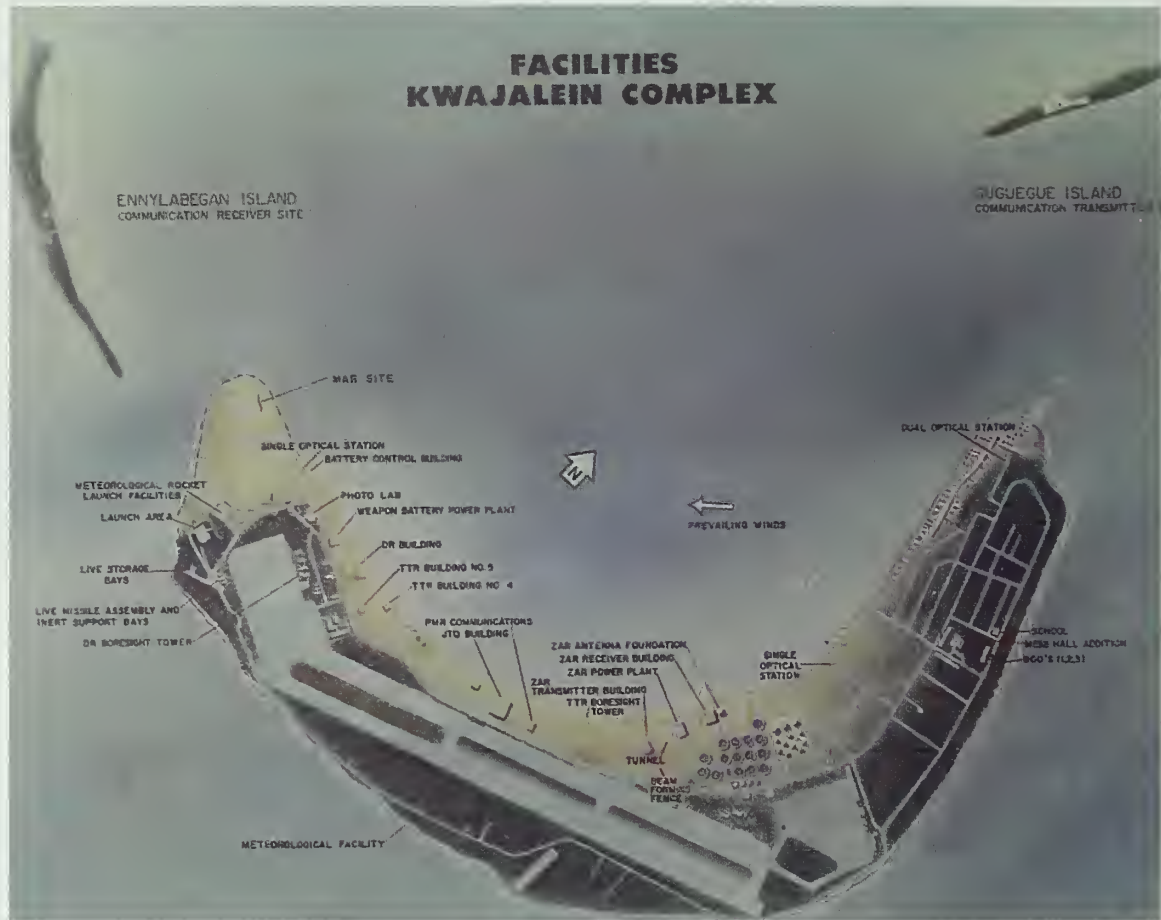 FACILITIES
KWAJALEIN COMPLEX
ENNYLABEGAN ISLAND
COMMUNICATION RECEIVER SITE
GUGUEGUE ISLAND
COMMUNICATION
MAR SITE
DUAL OPTICAL STATION
SINGLE OPTICAL STATION
BATTERY CONTROL BUILDING
N
METEOROLOGICAL ROCKET
LAUNCH FACILITIES
PHOTO LAB
LAUNCH AREA
WEAPON BATTERY POWER PLANT
PREVAILING WINDS
DR BUILDING
LIVE STORAGE
BAYS
TTR BUILDING NO. 5
TTR BUILDING NO 4
LIVE MISSILE ASSEMBLY AND
INERT SUPPORT BAYS
DR BORESIGHT TOWER
PMR COMMUNICATIONS
JTO BUILDING
ZAR ANTENNA FOUNDATION
ZAR RECEIVER BUILDING
ZAR POWER PLANT
ZAR
TRANSMITTER BUILDING
TTR BORESIGHT
TOWER
SINGLE
OPTICAL
STATION
SCHOOL
MESS HALL ADDITION
BOQ'S (1,2,3)
TUNNEL
BEAM
FORMING
FENCE
METEOROLOGICAL FACILITY